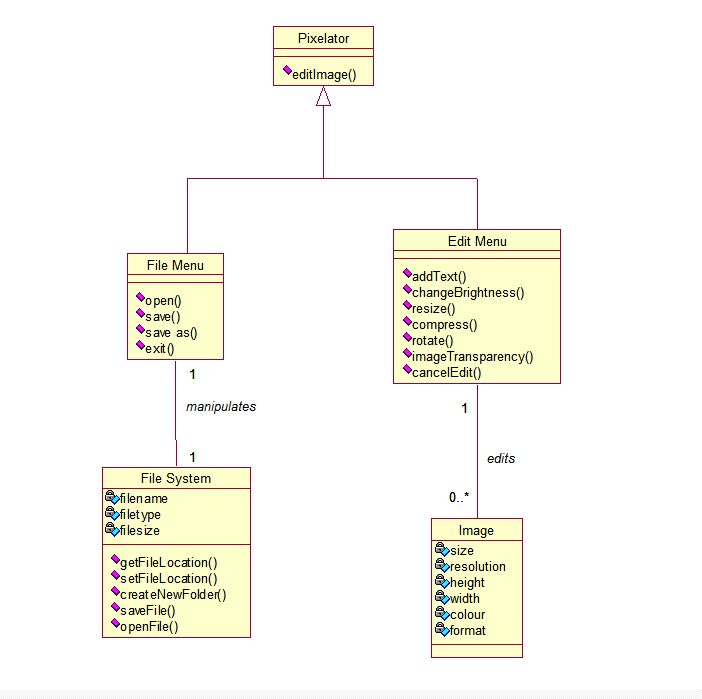 Pixelator
editImage()
File Menu
open()
save()
save as()
exit()
Edit Menu
addText()
changeBrightness()
resize()
compress()
rotate()
imageTransparency()
cancelEdit()
1
manipulates
1
1
edits
0..*
File System
filename
filetype
filesize
getFileLocation()
setFileLocation()
createNewFolder()
saveFile()
openFile()
Image
size
resolution
height
width
colour
format